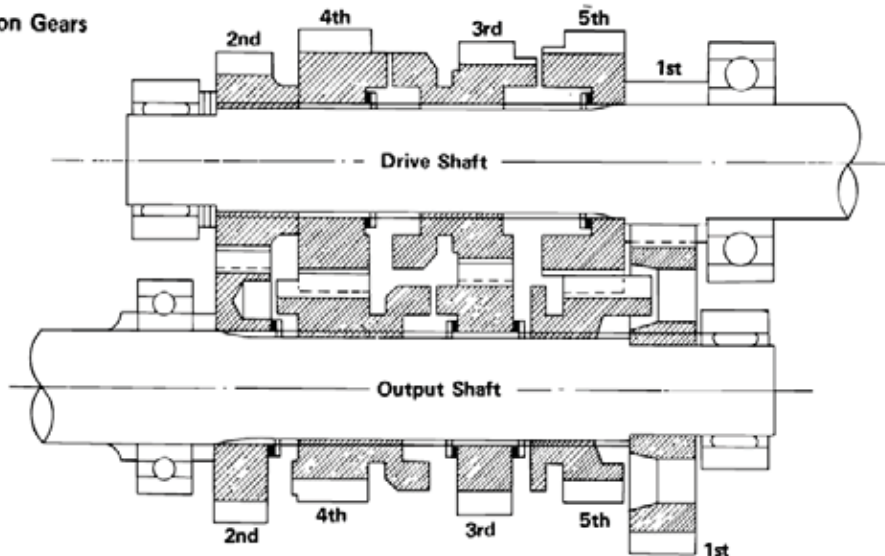 on Gears
2nd
4th
3rd
5th
1st
Drive Shaft
Output Shaft
2nd
4th
3rd
5th
1st